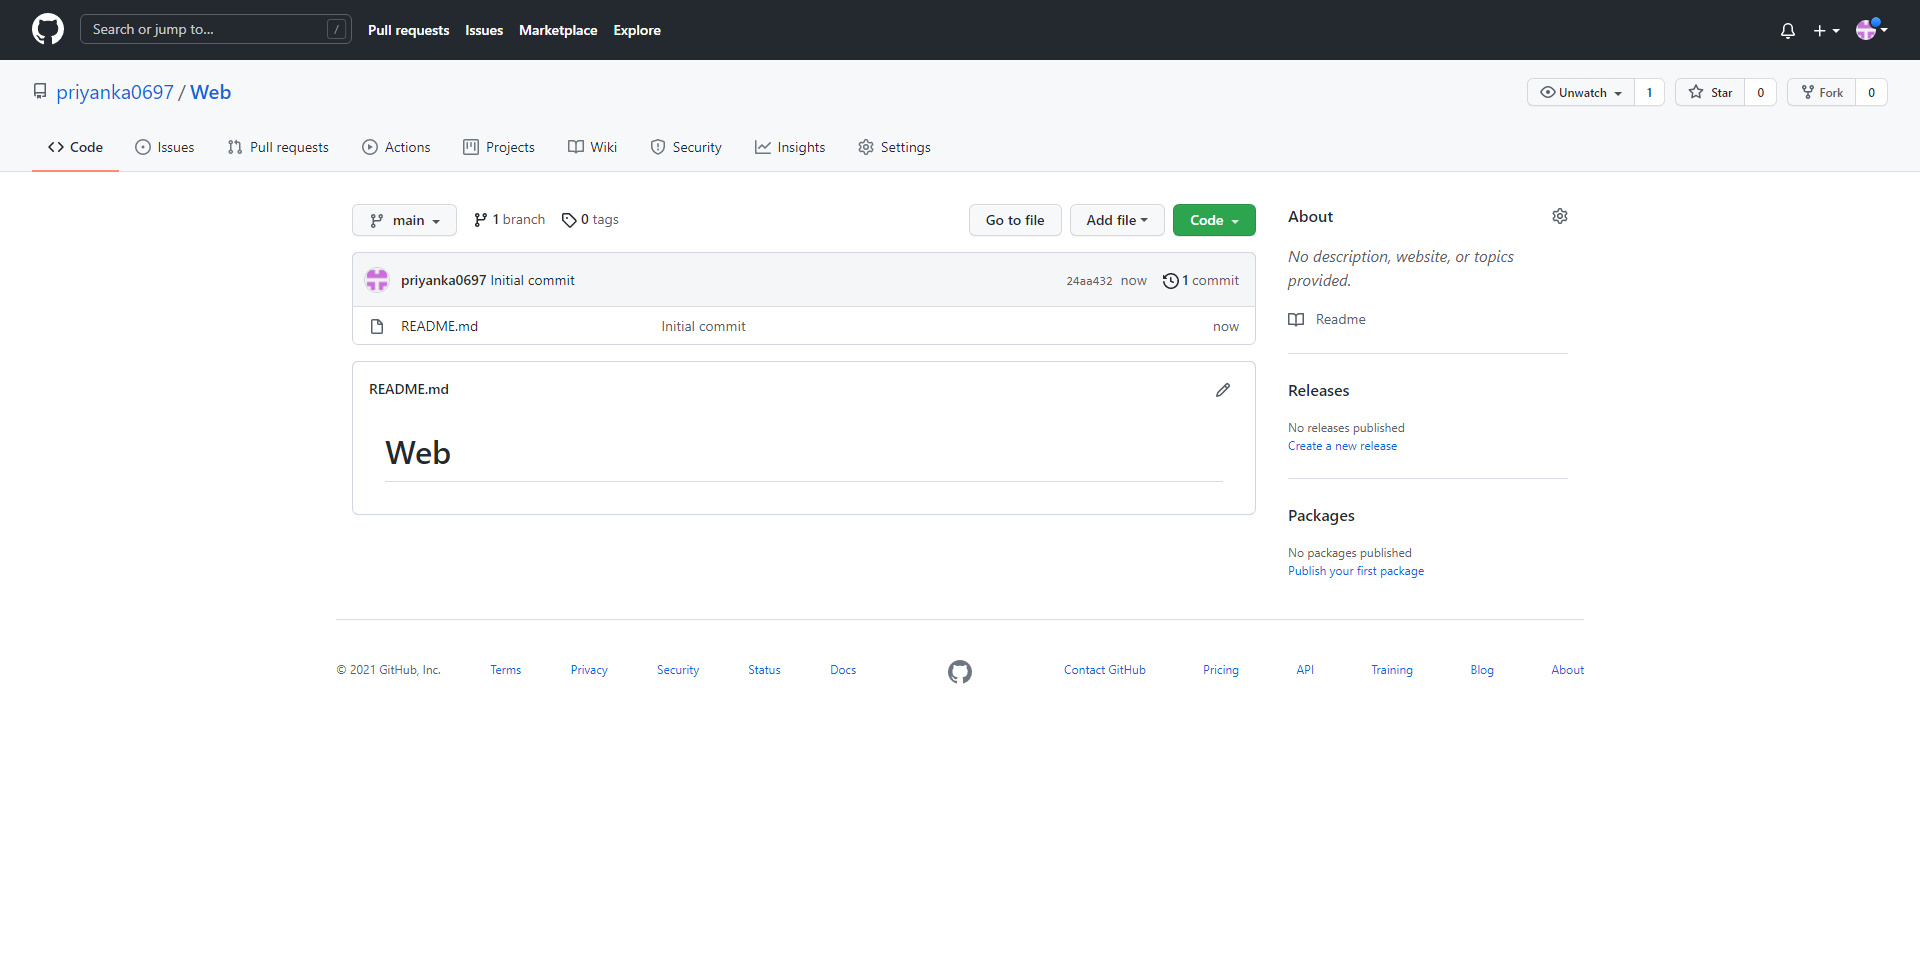 Search or jump to... /
Pull requests Issues Marketplace Explore
priyanka0697 / Web
Unwatch 1 Star 0 Fork 0
Code Issues Pull requests Actions Projects Wiki Security Insights Settings
main 1 branch 0 tags
Go to file Add file Code
priyanka0697 Initial commit 24aa432 now 1 commit
README.md Initial commit now
README.md
Web
About
No description, website, or topics
provided.
Readme
Releases
No releases published
Create a new release
Packages
No packages published
Publish your first package
© 2021 GitHub, Inc. Terms Privacy Security Status Docs Contact GitHub Pricing API Training Blog About